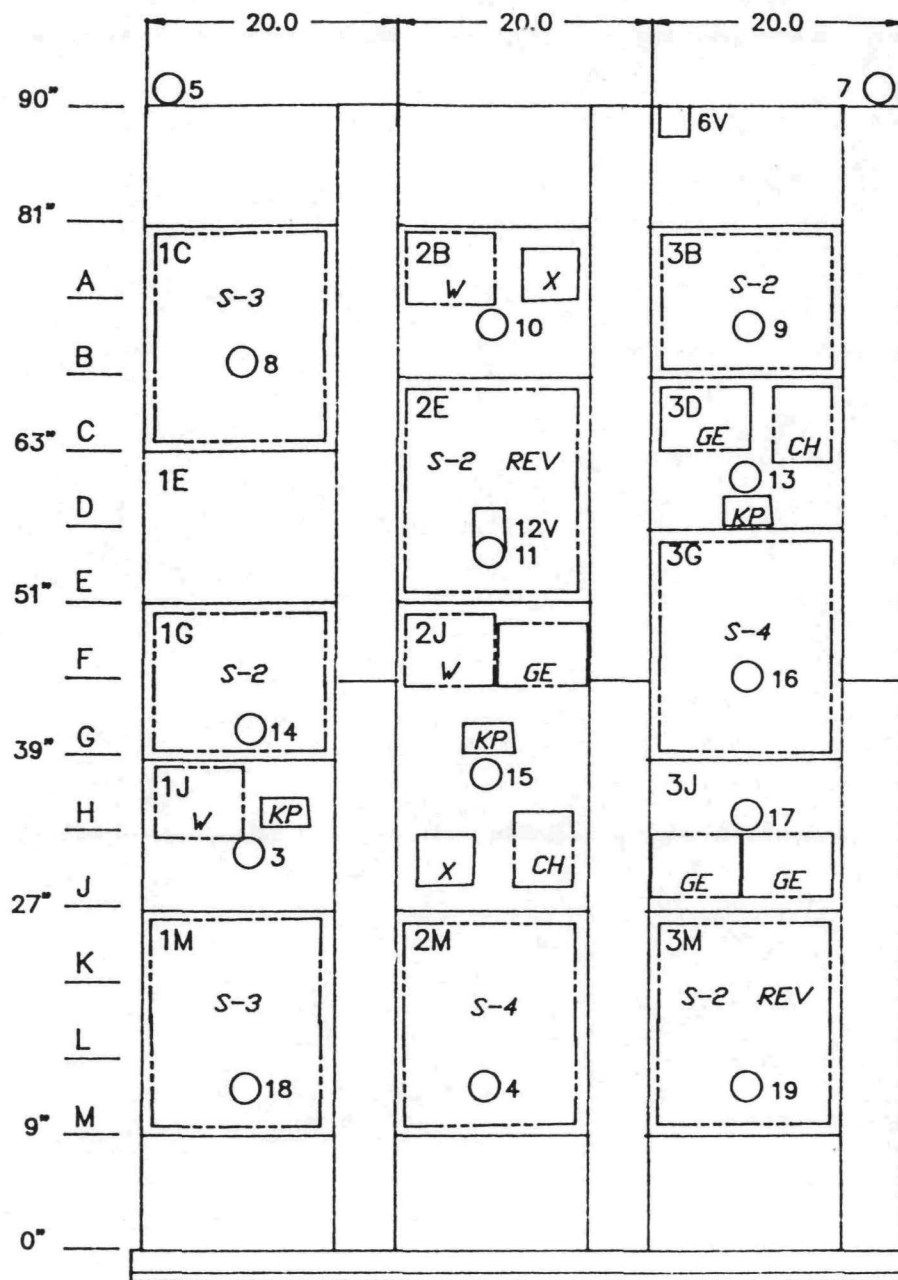 20.0 20.0 20.0
5 7
90"
6V
81"
1C 2B 3B
A S-3 W X S-2
10 9
B 8
2E 3D
C S-2 REV GE CH
63"
1E 13
D 12V KP
11 3G
E
51"
1G 2J S-4
F S-2 W GE 16
G 14 KP
39"
1J 15 3J
H W KP 17
3
J X CH GE GE
27"
1M 2M 3M
K S-3 S-4 S-2 REV
L
18 4 19
M
9"
0"